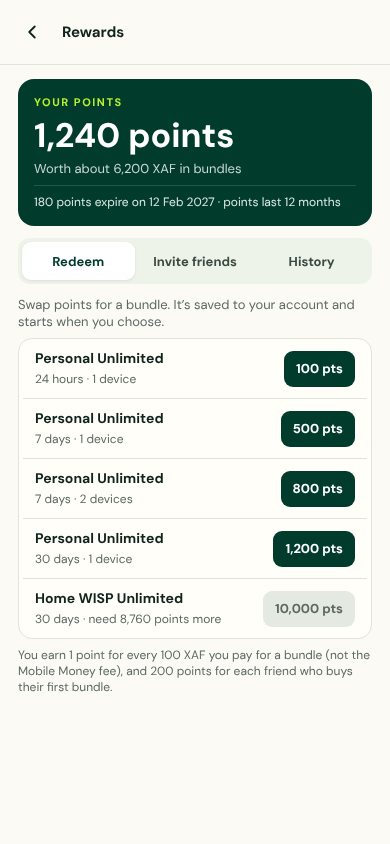 Rewards
YOUR POINTS
1,240 points
Worth about 6,200 XAF in bundles
180 points expire on 12 Feb 2027 · points last 12 months
Redeem
Invite friends
History
Swap points for a bundle. It’s saved to your account and
starts when you choose.
Personal Unlimited
24 hours · 1 device
100 pts
Personal Unlimited
7 days · 1 device
500 pts
Personal Unlimited
7 days · 2 devices
800 pts
Personal Unlimited
30 days · 1 device
1,200 pts
Home WISP Unlimited
30 days · need 8,760 points more
10,000 pts
You earn 1 point for every 100 XAF you pay for a bundle (not the
Mobile Money fee), and 200 points for each friend who buys
their first bundle.